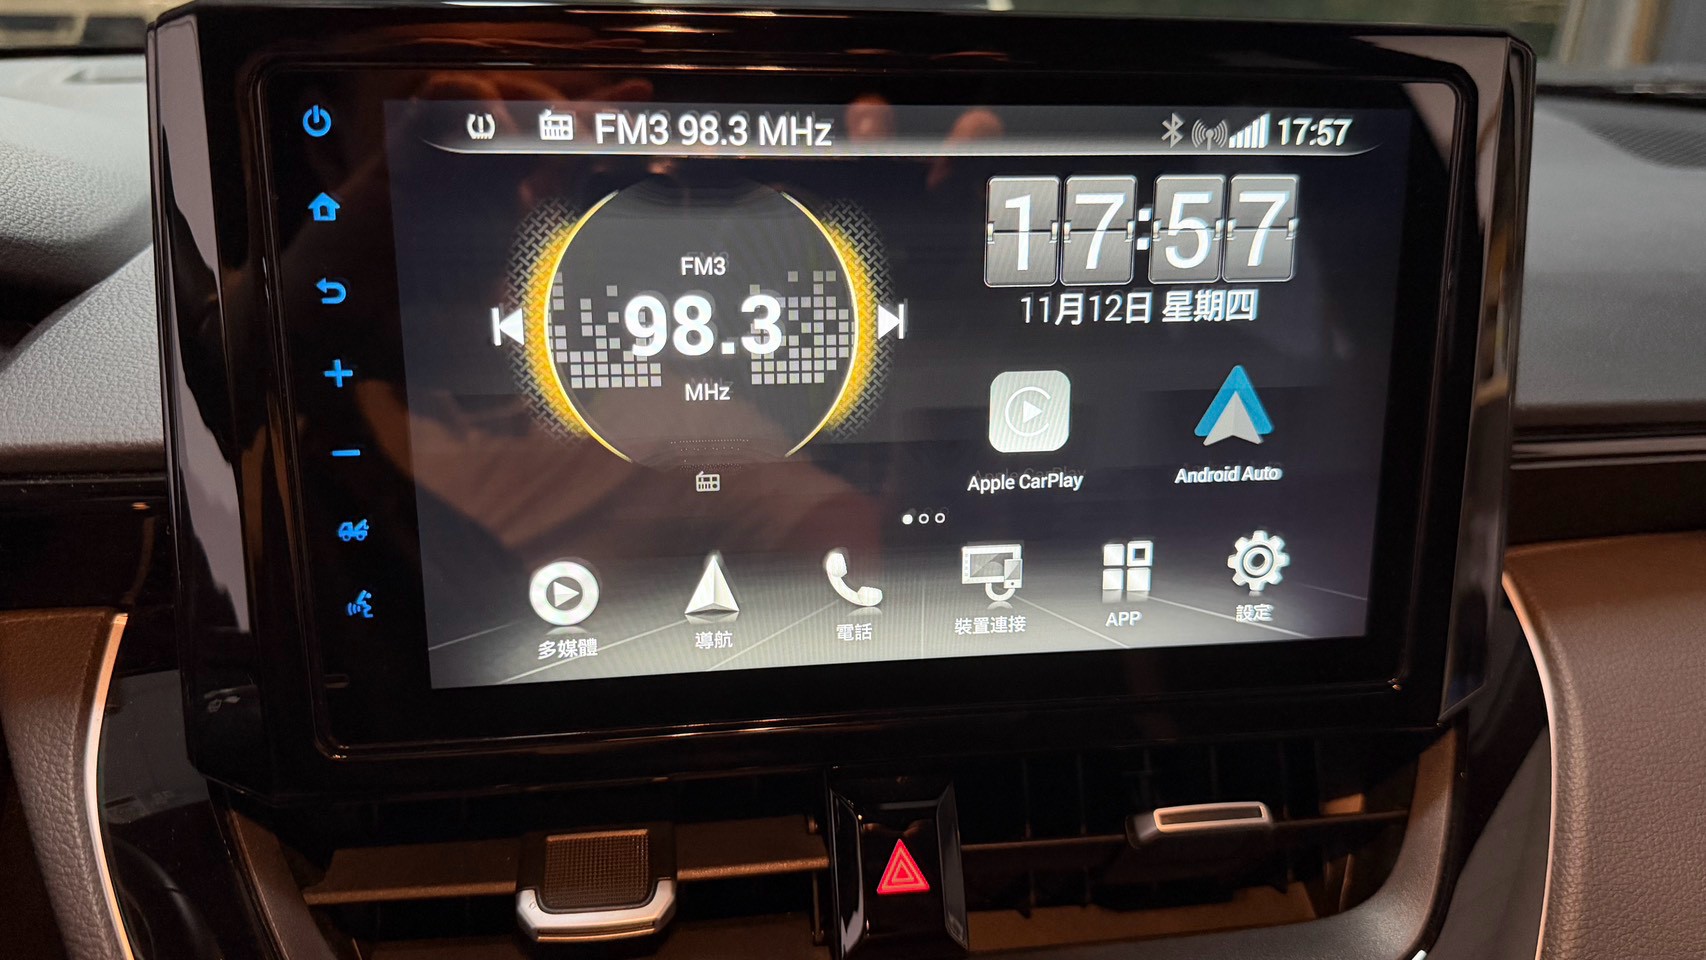 FM3 98.3 MHz
17:57
17:57
11月12日 星期四
FM3
98.3
MHz
Apple CarPlay
Android Auto
多媒體
導航
電話
裝置連接
APP
設定